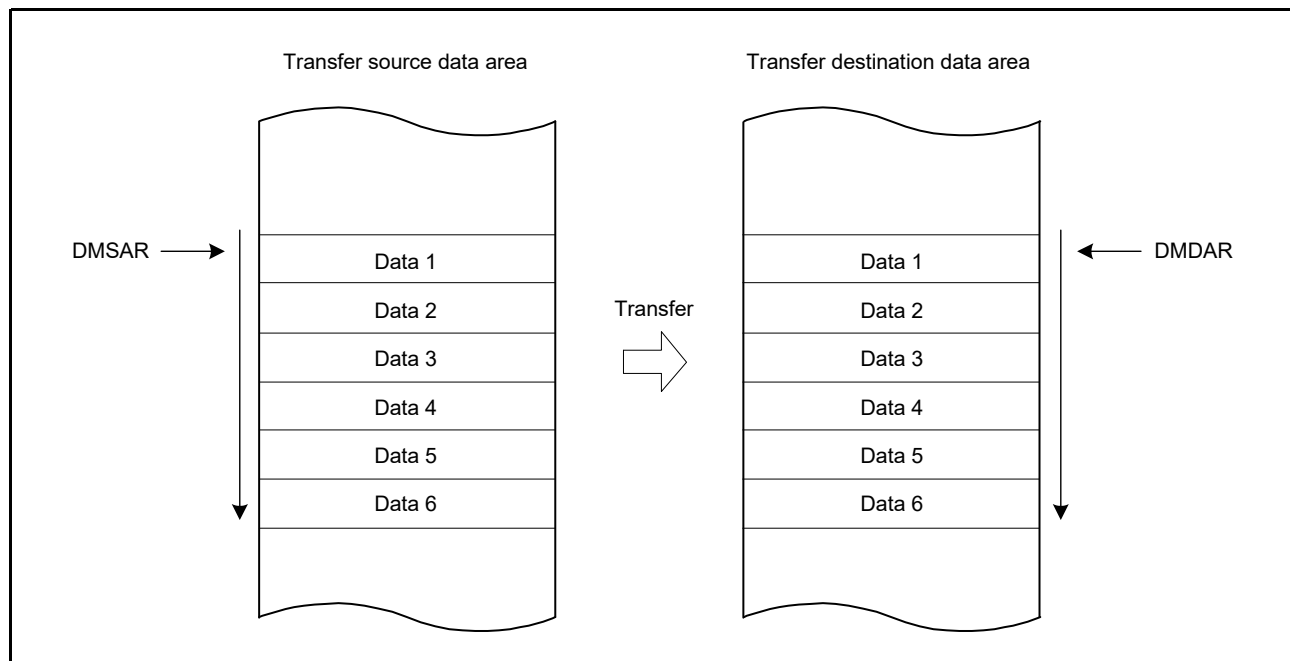 Transfer source data area
Transfer destination data area
DMSAR
Data 1
Data 2
Data 3
Data 4
Data 5
Data 6
Transfer
Data 1
Data 2
Data 3
Data 4
Data 5
Data 6
DMDAR